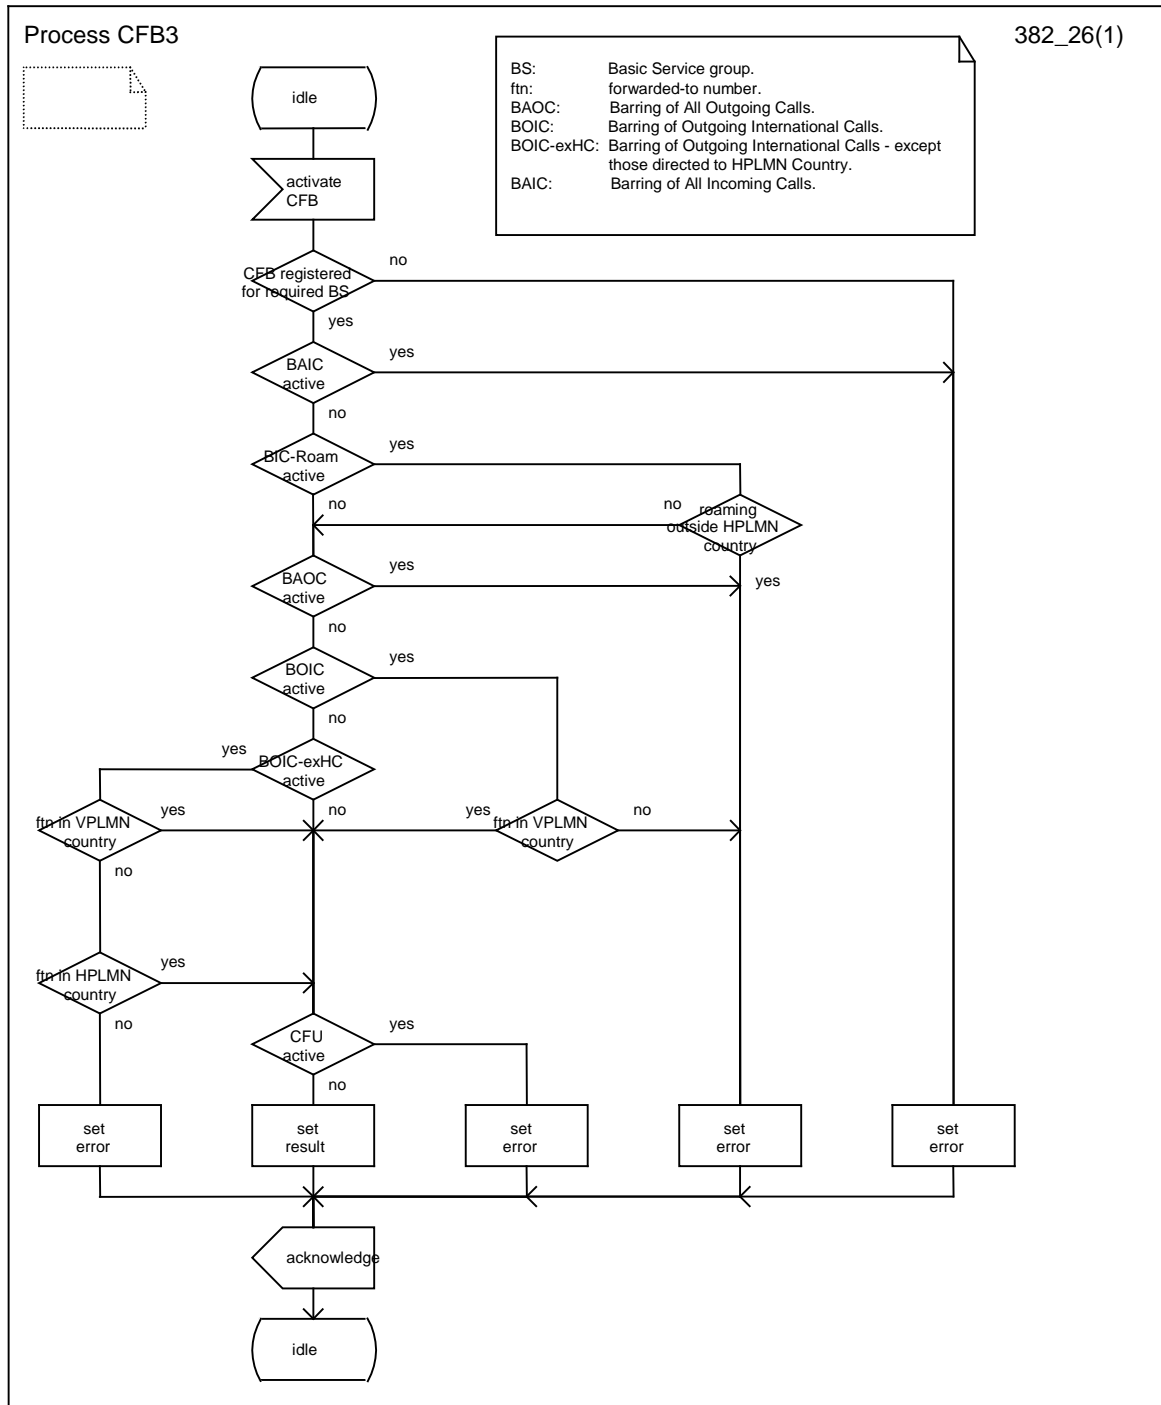 Process CFB3
382_26(1)
BS: Basic Service group.
ftn: forwarded-to number.
BAOC: Barring of All Outgoing Calls.
BOIC: Barring of Outgoing International Calls.
BOIC-exHC: Barring of Outgoing International Calls - except
those directed to HPLMN Country.
BAIC: Barring of All Incoming Calls.
idle
activate
CFB
CFB registered
for required BS
no
yes
BAIC
active
yes
no
BIC-Roam
active
yes
no
no
roaming
outside HPLMN
country
yes
BAOC
active
yes
no
BOIC
active
yes
no
BOIC-exHC
active
yes
no
ftn in VPLMN
country
yes
no
yes
ftn in VPLMN
country
no
ftn in HPLMN
country
yes
no
CFU
active
yes
no
set
error
set
result
set
error
set
error
set
error
acknowledge
idle